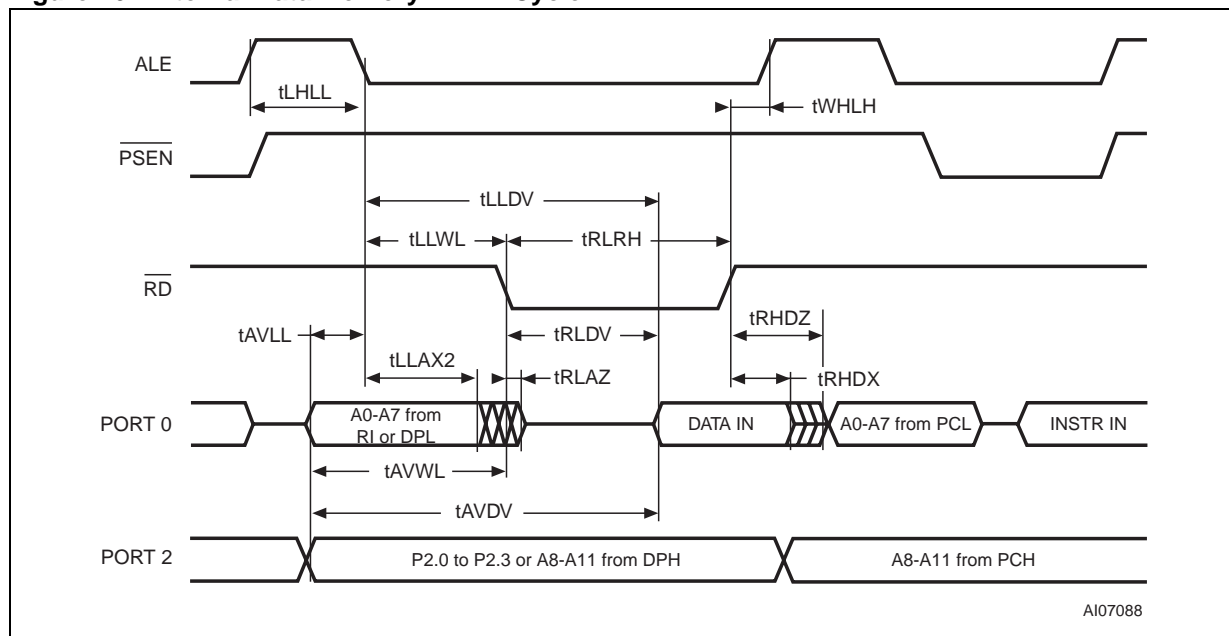 ALE
tLHLL
tWHLH
PSEN
tLLDV
tLLWL
tRLRH
RD
tAVLL
tRLDV
tRHDZ
tLLAX2
tRLAZ
tRHDX
PORT 0
A0-A7 from
RI or DPL
DATA IN
A0-A7 from PCL
INSTR IN
tAVWL
tAVDV
PORT 2
P2.0 to P2.3 or A8-A11 from DPH
A8-A11 from PCH
AI07088